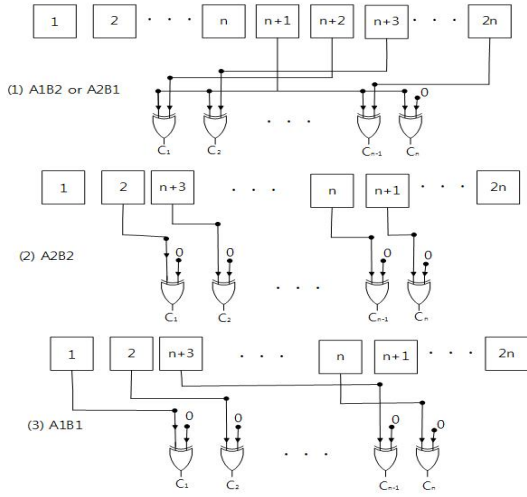 1 2 · · · n n+1 n+2 n+3 · · · 2n
(1) A1B2 or A2B1
0
· · ·
C₁ C₂ Cₙ₋₁ Cₙ
1 2 n+3 · · · n n+1 · · · 2n
(2) A2B2
0 0 0 0
· · ·
C₁ C₂ Cₙ₋₁ Cₙ
1 2 n+3 · · · n n+1 · · · 2n
(3) A1B1
0 0 0 0
· · ·
C₁ C₂ Cₙ₋₁ Cₙ